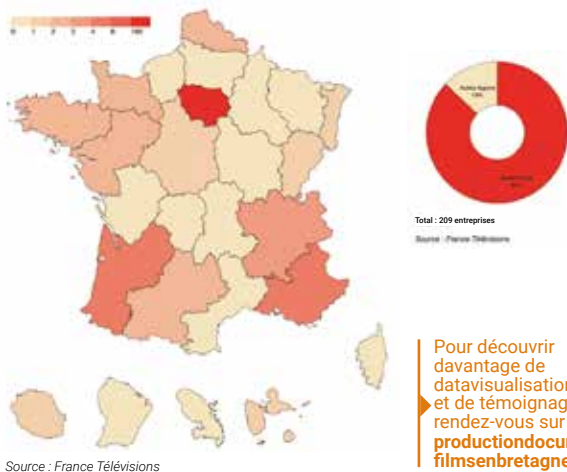 Total : 209 entreprises
Source : France Télévisions
Pour découvrir
davantage de
datavisualisation
et de témoignag
rendez-vous sur
productiondocu
filmsenbretagne
Source : France Télévisions